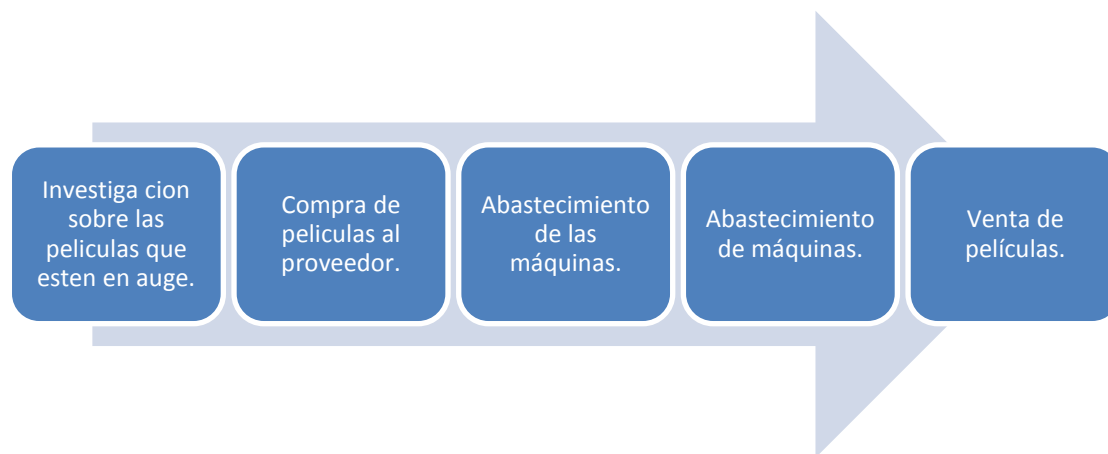 Investiga cion
sobre las
peliculas que
esten en auge.
Compra de
peliculas al
proveedor.
Abastecimiento
de las
máquinas.
Abastecimiento
de máquinas.
Venta de
películas.